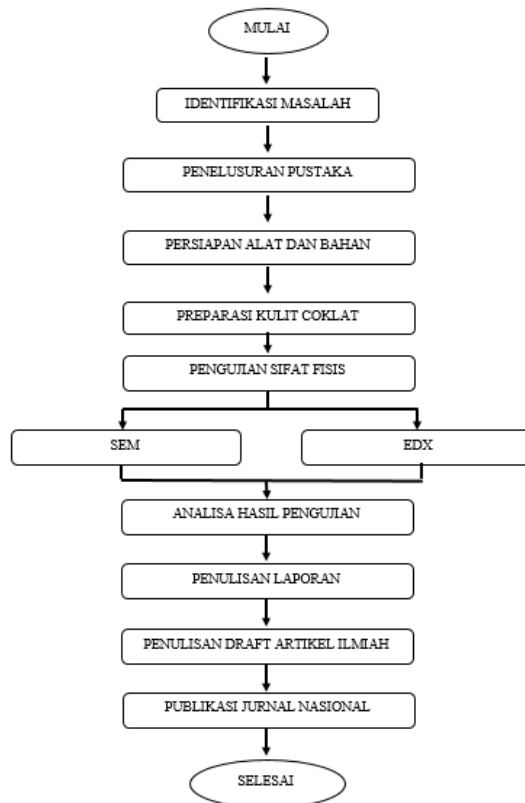 MULAI
IDENTIFIKASI MASALAH
PENELUSURAN PUSTAKA
PERSIAPAN ALAT DAN BAHAN
PREPARASI KULIT COKLAT
PENGUJIAN SIFAT FISIS
SEM
EDX
ANALISA HASIL PENGUJIAN
PENULISAN LAPORAN
PENULISAN DRAFT ARTIKEL ILMIAH
PUBLIKASI JURNAL NASIONAL
SELESAI